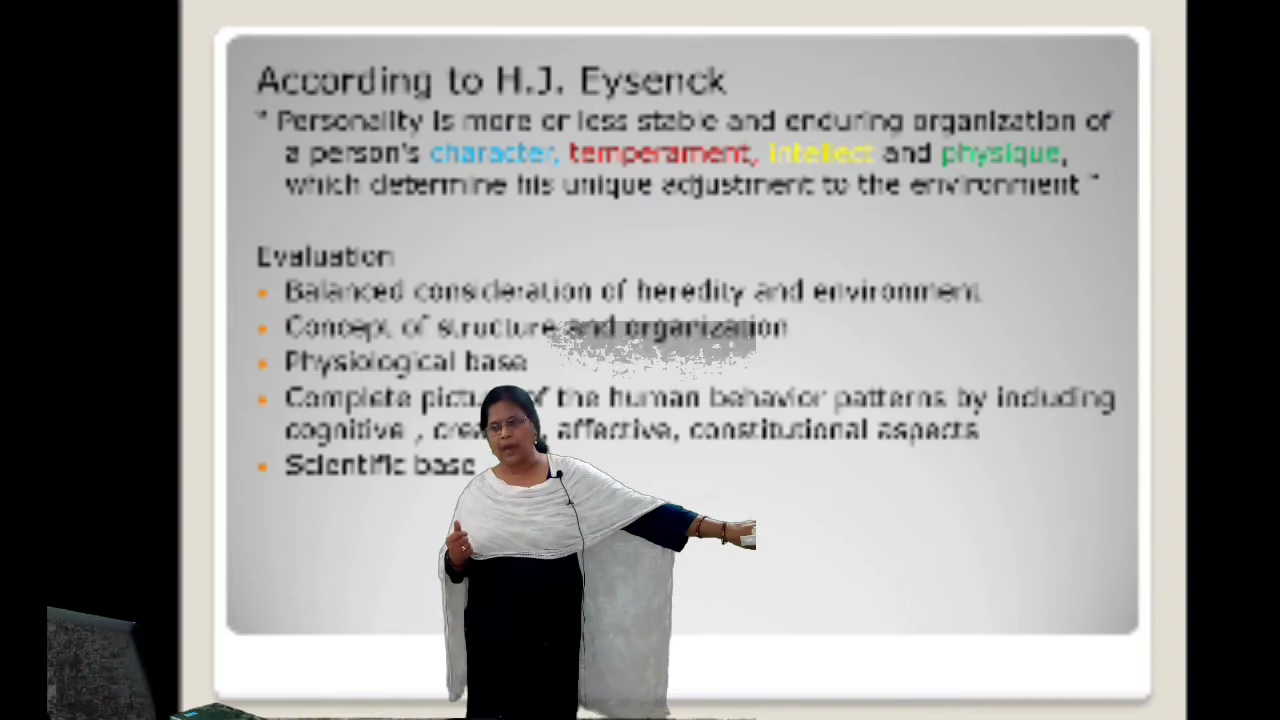 According to H.J. Eysenck
" Personality is more or less stable and enduring organization of
a person's character, temperament, intellect and physique,
which determine his unique adjustment to the environment "
Evaluation
Balanced consideration of heredity and environment
Concept of structure and organization
Physiological base
Complete of the human behavior patterns by including
cognitive , affective, constitutional aspects
Scientific base